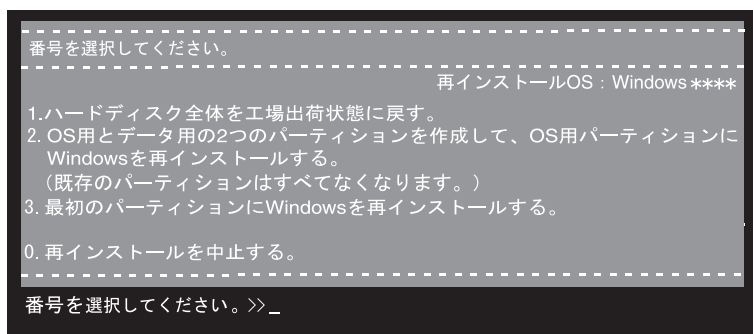 番号を選択してください。
再インストールOS：Windows＊＊＊＊
1.ハードディスク全体を工場出荷状態に戻す。
2. OS用とデータ用の2つのパーティションを作成して、OS用パーティションに
Windowsを再インストールする。
（既存のパーティションはすべてなくなります。）
3. 最初のパーティションにWindowsを再インストールする。
0. 再インストールを中止する。
番号を選択してください。>>_